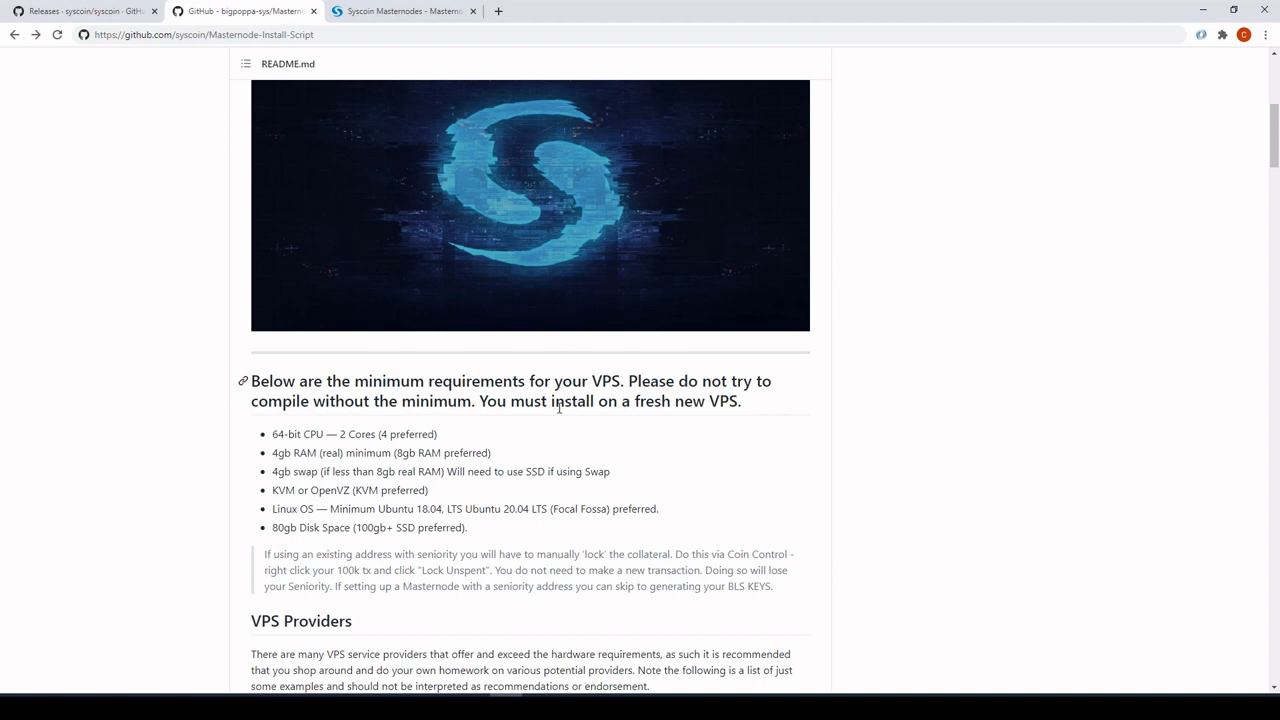 Releases · syscoin/syscoin · GitHu
GitHub - bigpoppa-sys/Mastern
Syscoin Masternodes - Masterno
https://github.com/syscoin/Masternode-Install-Script
C
README.md
Below are the minimum requirements for your VPS. Please do not try to
compile without the minimum. You must install on a fresh new VPS.
• 64-bit CPU — 2 Cores (4 preferred)
• 4gb RAM (real) minimum (8gb RAM preferred)
• 4gb swap (if less than 8gb real RAM) Will need to use SSD if using Swap
• KVM or OpenVZ (KVM preferred)
• Linux OS — Minimum Ubuntu 18.04, LTS Ubuntu 20.04 LTS (Focal Fossa) preferred.
• 80gb Disk Space (100gb+ SSD preferred).
If using an existing address with seniority you will have to manually ‘lock’ the collateral. Do this via Coin Control -
right click your 100k tx and click “Lock Unspent”. You do not need to make a new transaction. Doing so will lose
your Seniority. If setting up a Masternode with a seniority address you can skip to generating your BLS KEYS.
VPS Providers
There are many VPS service providers that offer and exceed the hardware requirements, as such it is recommended
that you shop around and do your own homework on various potential providers. Note the following is a list of just
some examples and should not be interpreted as recommendations or endorsement.